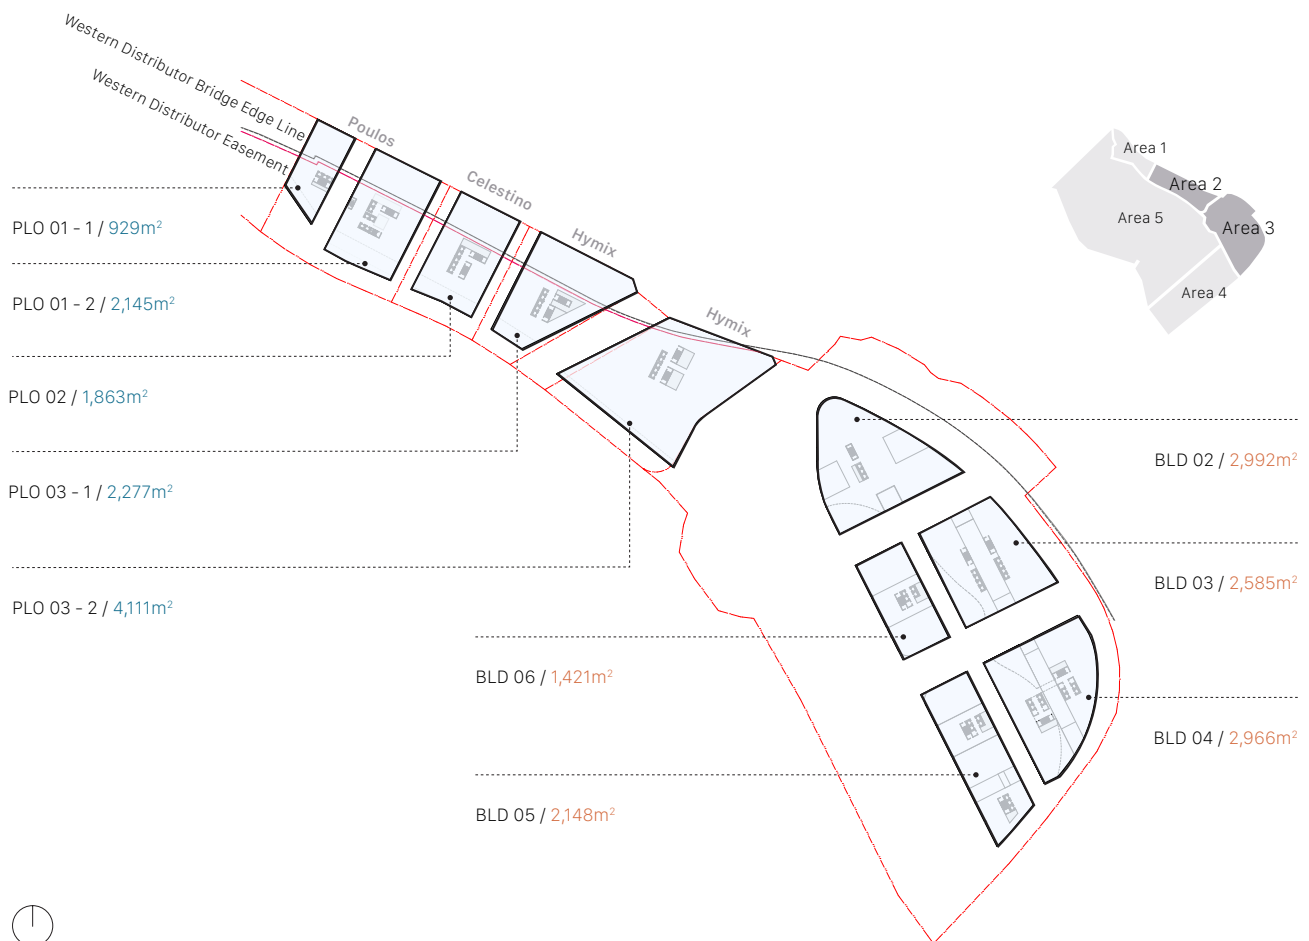 Western Distributor Bridge Edge Line
Western Distributor Easement
Poulos
Celestino
Hymix
Hymix
Area 1
Area 2
Area 3
Area 5
Area 4
PLO 01 - 1 / 929m²
PLO 01 - 2 / 2,145m²
PLO 02 / 1,863m²
PLO 03 - 1 / 2,277m²
PLO 03 - 2 / 4,111m²
BLD 02 / 2,992m²
BLD 03 / 2,585m²
BLD 06 / 1,421m²
BLD 04 / 2,966m²
BLD 05 / 2,148m²